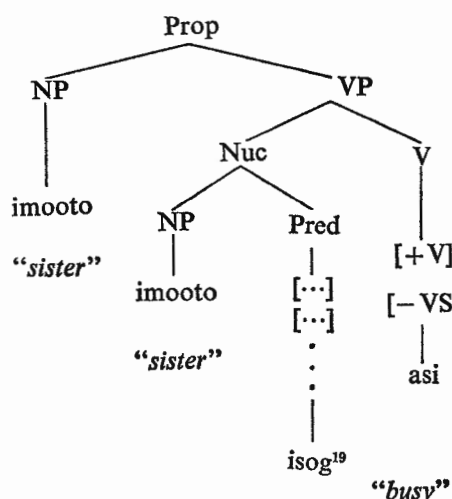 Prop
NP VP
Nuc V
imooto NP Pred
"sister" imooto [···] [+V]
"sister" [···] [−VS
asi
isog¹⁹
"busy"